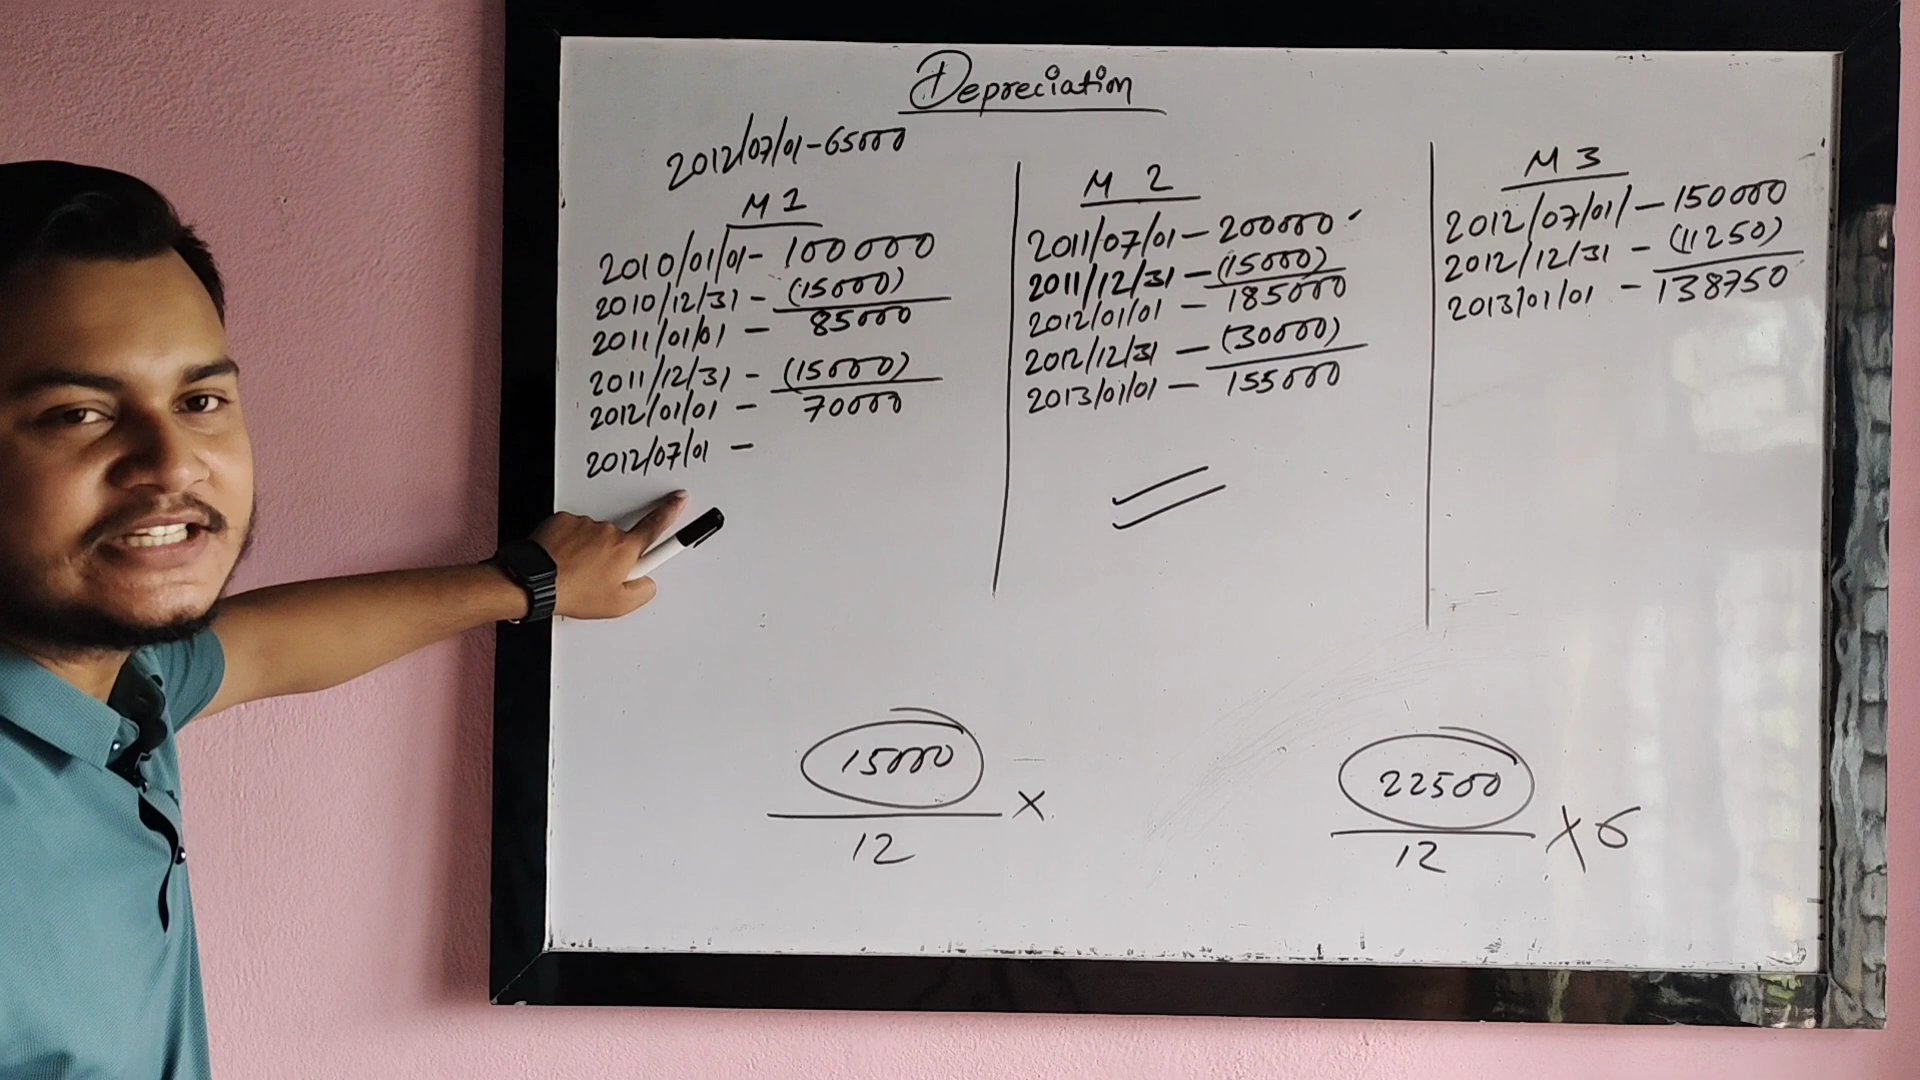 Depreciation
2012/07/01-65000
M 1
2010/01/01- 100000
2010/12/31 - (15000)
2011/01/01 - 85000
2011/12/31 - (15000)
2012/01/01 - 70000
2012/07/01 -
M 2
2011/07/01 - 200000
2011/12/31 - (15000)
2012/01/01 - 185000
2012/12/31 - (30000)
2013/01/01 - 155000
M 3
2012/07/01/ - 150000
2012/12/31 - (11250)
2013/01/01 - 138750
15000
12 ×
22500
12 × 6